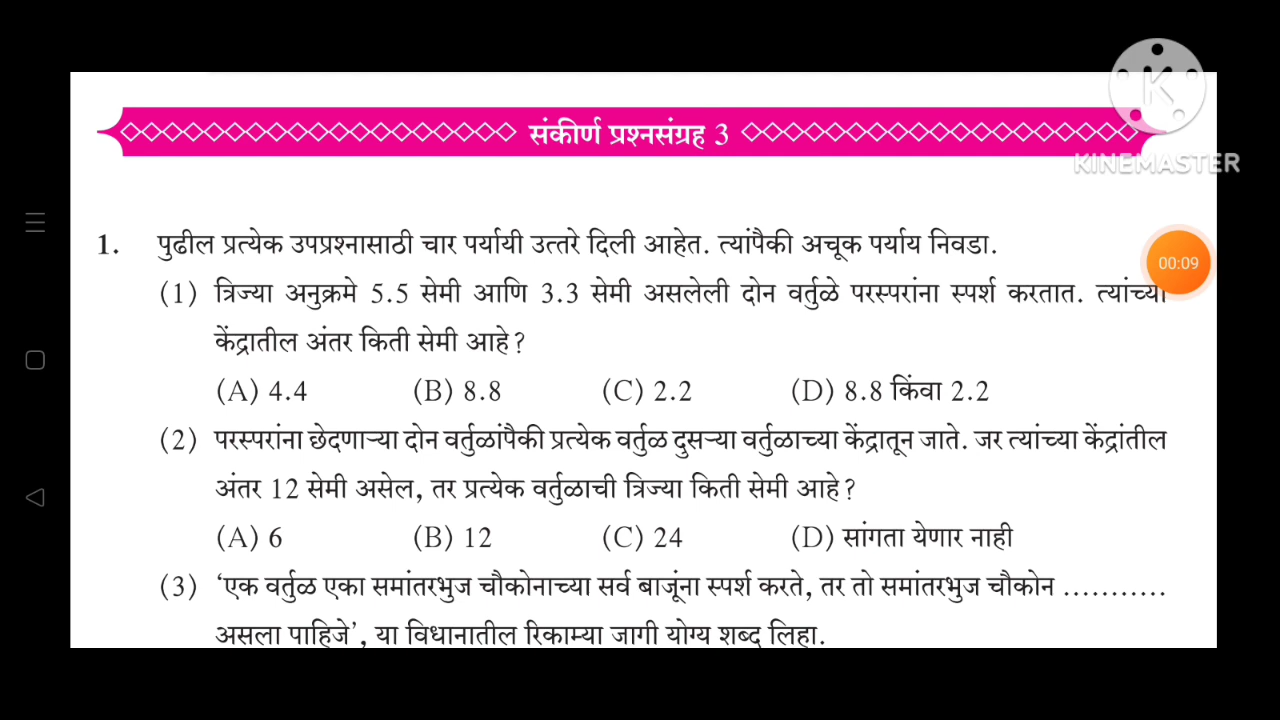 संकीर्ण प्रश्नसंग्रह 3
KINEMASTER
1. पुढील प्रत्येक उपप्रश्नासाठी चार पर्यायी उत्तरे दिली आहेत. त्यांपैकी अचूक पर्याय निवडा.
00:09
(1) त्रिज्या अनुक्रमे 5.5 सेमी आणि 3.3 सेमी असलेली दोन वर्तुळे परस्परांना स्पर्श करतात. त्यांच्या
केंद्रातील अंतर किती सेमी आहे?
(A) 4.4 (B) 8.8 (C) 2.2 (D) 8.8 किंवा 2.2
(2) परस्परांना छेदणाऱ्या दोन वर्तुळांपैकी प्रत्येक वर्तुळ दुसऱ्या वर्तुळाच्या केंद्रातून जाते. जर त्यांच्या केंद्रांतील
अंतर 12 सेमी असेल, तर प्रत्येक वर्तुळाची त्रिज्या किती सेमी आहे?
(A) 6 (B) 12 (C) 24 (D) सांगता येणार नाही
(3) ‘एक वर्तुळ एका समांतरभुज चौकोनाच्या सर्व बाजूंना स्पर्श करते, तर तो समांतरभुज चौकोन ...........
असला पाहिजे’, या विधानातील रिकाम्या जागी योग्य शब्द लिहा.